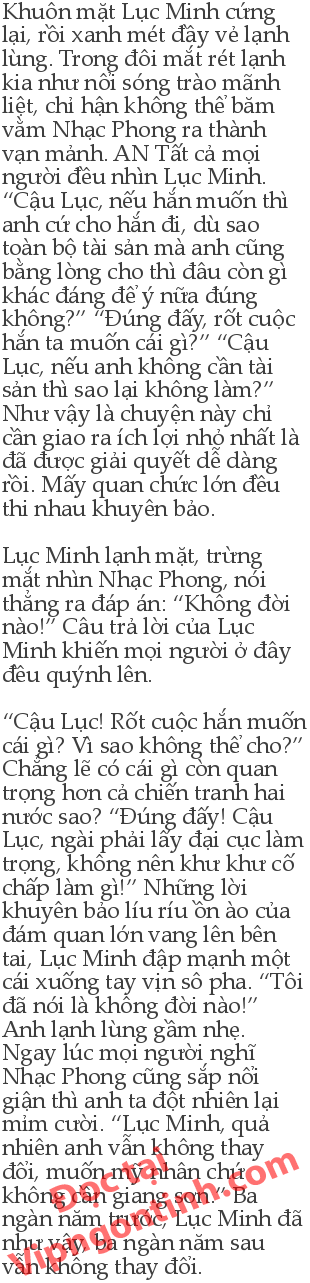 Khuôn mặt Lục Minh cứng
lại, rồi xanh mét đầy vẻ lạnh
lùng. Trong đôi mắt rét lạnh
kia như nổi sóng trào mãnh
liệt, chỉ hận không thể băm
vằm Nhạc Phong ra thành
vạn mảnh. AN Tất cả mọi
người đều nhìn Lục Minh.
“Cậu Lục, nếu hắn muốn thì
anh cứ cho hắn đi, dù sao
toàn bộ tài sản mà anh cũng
bằng lòng cho thì đâu còn gì
khác đáng để ý nữa đúng
không?” “Đúng đấy, rốt cuộc
hắn ta muốn cái gì?” “Cậu
Lục, nếu anh không cần tài
sản thì sao lại không làm?”
Như vậy là chuyện này chỉ
cần giao ra ích lợi nhỏ nhất là
đã được giải quyết dễ dàng
rồi. Mấy quan chức lớn đều
thi nhau khuyên bảo.

Lục Minh lạnh mặt, trừng
mắt nhìn Nhạc Phong, nói
thẳng ra đáp án: “Không đời
nào!” Câu trả lời của Lục
Minh khiến mọi người ở đây
đều quýnh lên.

“Cậu Lục! Rốt cuộc hắn muốn
cái gì? Vì sao không thể cho?”
Chẳng lẽ có cái gì còn quan
trọng hơn cả chiến tranh hai
nước sao? “Đúng đấy! Cậu
Lục, ngài phải lấy đại cục làm
trọng, không nên khư khư cố
chấp làm gì!” Những lời
khuyên bảo líu ríu ồn ào của
đám quan lớn vang lên bên
tai, Lục Minh đập mạnh một
cái xuống tay vịn sô pha. “Tôi
đã nói là không đời nào!”
Anh lạnh lùng gầm nhẹ.
Ngay lúc mọi người nghĩ
Nhạc Phong cũng sắp nổi
giận thì anh ta đột nhiên lại
mỉm cười. “Lục Minh, quả
nhiên anh vẫn không thay
đổi, muốn mỹ nhân chứ
không cần giang sơn.” Ba
ngàn năm trước, Lục Minh đã
như vậy, ba ngàn năm sau
vẫn không thay đổi.
Đọc tại
Vipngontinh.com